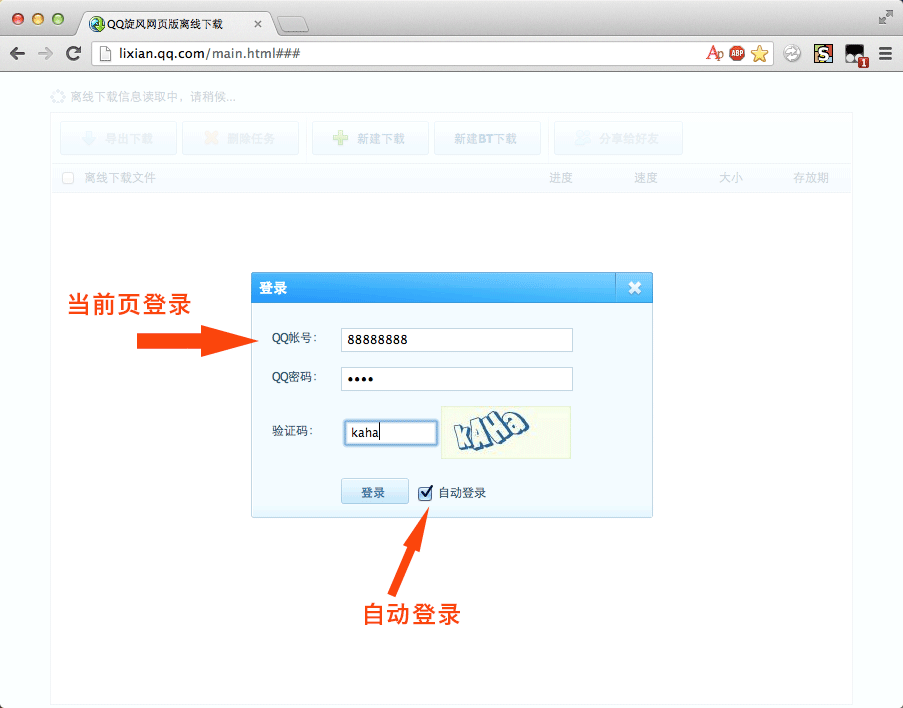 QQ旋风网页版离线下载
lixian.qq.com/main.html###
离线下载信息读取中，请稍候...
导出下载 删除任务 新建下载 新建BT下载 分享给好友
离线下载文件 进度 速度 大小 存放期
登录
当前页登录
QQ帐号：
88888888
QQ密码：
••••
验证码：
kaha
kAHa
登录
自动登录
自动登录